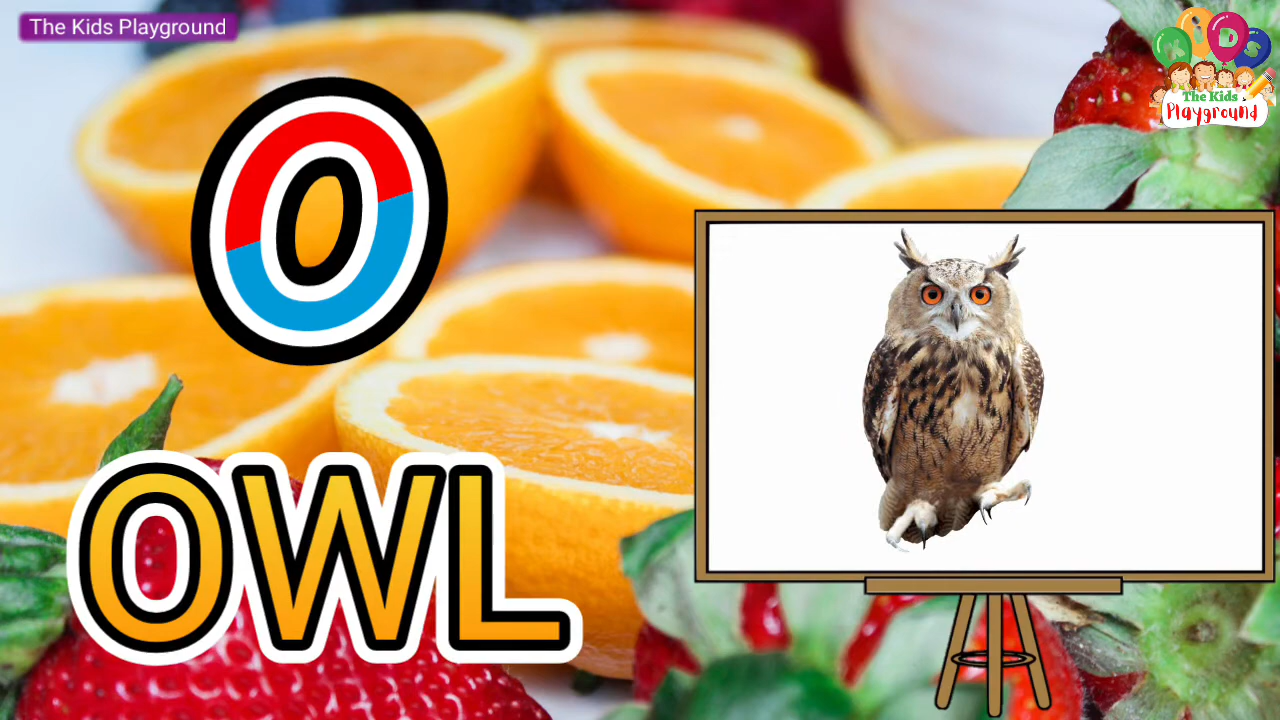 The Kids Playground
KiDS
The Kids
Playground
O
OWL